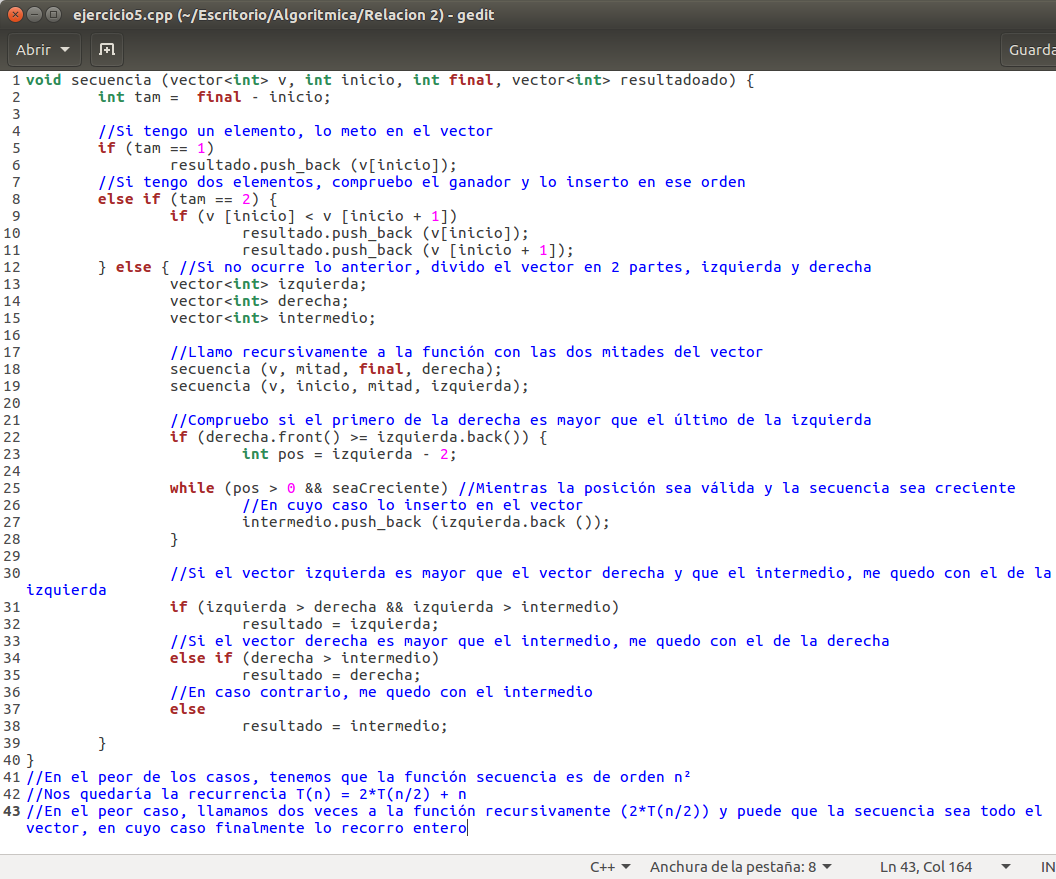 ejercicio5.cpp (~/Escritorio/Algoritmica/Relacion 2) - gedit
Abrir
Guarda
1 void secuencia (vector<int> v, int inicio, int final, vector<int> resultadoado) {
2 int tam =  final - inicio;
3
4 //Si tengo un elemento, lo meto en el vector
5 if (tam == 1)
6 resultado.push_back (v[inicio]);
7 //Si tengo dos elementos, compruebo el ganador y lo inserto en ese orden
8 else if (tam == 2) {
9 if (v [inicio] < v [inicio + 1])
10 resultado.push_back (v[inicio]);
11 resultado.push_back (v [inicio + 1]);
12 } else { //Si no ocurre lo anterior, divido el vector en 2 partes, izquierda y derecha
13 vector<int> izquierda;
14 vector<int> derecha;
15 vector<int> intermedio;
16
17 //Llamo recursivamente a la función con las dos mitades del vector
18 secuencia (v, mitad, final, derecha);
19 secuencia (v, inicio, mitad, izquierda);
20
21 //Compruebo si el primero de la derecha es mayor que el último de la izquierda
22 if (derecha.front() >= izquierda.back()) {
23 int pos = izquierda - 2;
24
25 while (pos > 0 && seaCreciente) //Mientras la posición sea válida y la secuencia sea creciente
26 //En cuyo caso lo inserto en el vector
27 intermedio.push_back (izquierda.back ());
28 }
29
30 //Si el vector izquierda es mayor que el vector derecha y que el intermedio, me quedo con el de la
izquierda
31 if (izquierda > derecha && izquierda > intermedio)
32 resultado = izquierda;
33 //Si el vector derecha es mayor que el intermedio, me quedo con el de la derecha
34 else if (derecha > intermedio)
35 resultado = derecha;
36 //En caso contrario, me quedo con el intermedio
37 else
38 resultado = intermedio;
39 }
40 }
41 //En el peor de los casos, tenemos que la función secuencia es de orden n²
42 //Nos quedaría la recurrencia T(n) = 2*T(n/2) + n
43 //En el peor caso, llamamos dos veces a la función recursivamente (2*T(n/2)) y puede que la secuencia sea todo el
vector, en cuyo caso finalmente lo recorro entero
C++ Anchura de la pestaña: 8 Ln 43, Col 164 IN